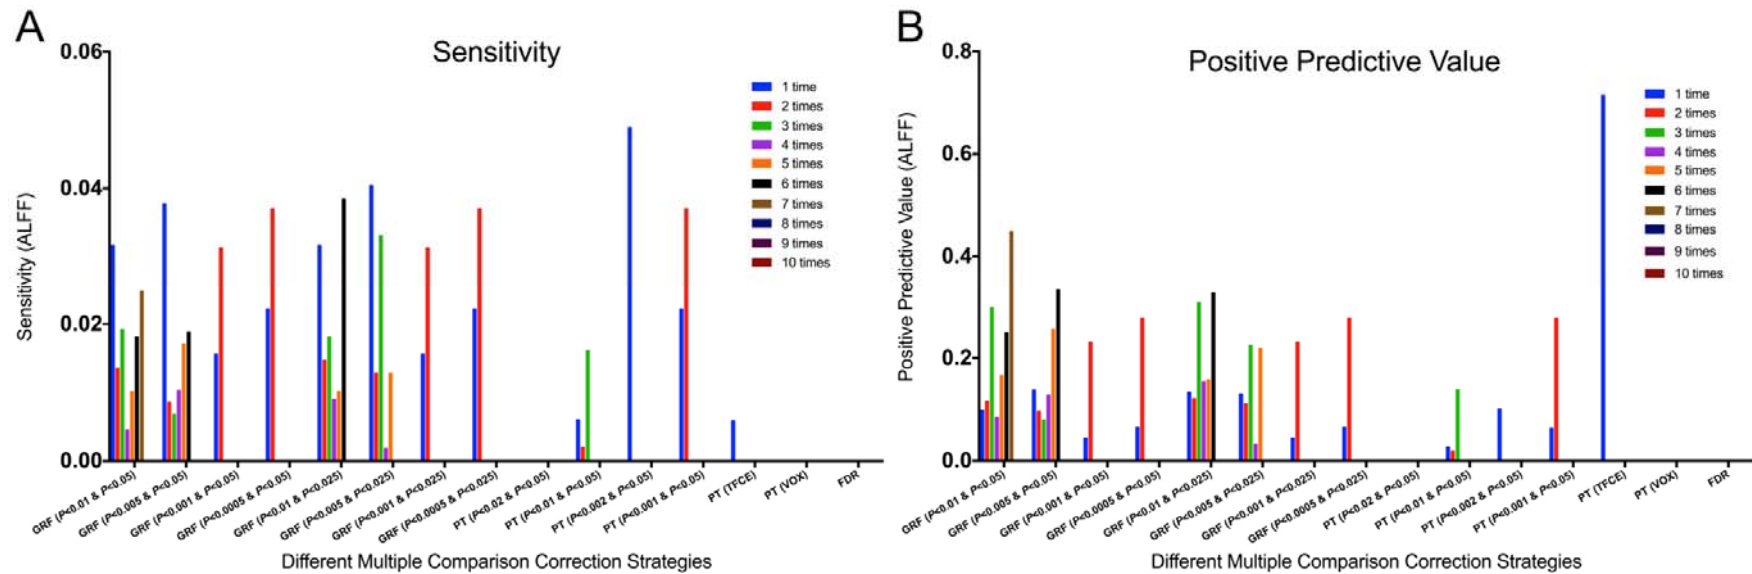 A
Sensitivity
0.06
0.04
0.02
0.00
Sensitivity (ALFF)
1 time
2 times
3 times
4 times
5 times
6 times
7 times
8 times
9 times
10 times
GRF (P<0.01 & P<0.05)
GRF (P<0.005 & P<0.05)
GRF (P<0.001 & P<0.05)
GRF (P<0.0005 & P<0.05)
GRF (P<0.01 & P<0.025)
GRF (P<0.005 & P<0.025)
GRF (P<0.001 & P<0.025)
GRF (P<0.0005 & P<0.025)
PT (P<0.02 & P<0.05)
PT (P<0.01 & P<0.05)
PT (P<0.002 & P<0.05)
PT (P<0.001 & P<0.05)
PT (TFCE)
PT (VOX)
FDR
Different Multiple Comparison Correction Strategies
B
Positive Predictive Value
0.8
0.6
0.4
0.2
0.0
Positive Predictive Value (ALFF)
1 time
2 times
3 times
4 times
5 times
6 times
7 times
8 times
9 times
10 times
GRF (P<0.01 & P<0.05)
GRF (P<0.005 & P<0.05)
GRF (P<0.001 & P<0.05)
GRF (P<0.0005 & P<0.05)
GRF (P<0.01 & P<0.025)
GRF (P<0.005 & P<0.025)
GRF (P<0.001 & P<0.025)
GRF (P<0.0005 & P<0.025)
PT (P<0.02 & P<0.05)
PT (P<0.01 & P<0.05)
PT (P<0.002 & P<0.05)
PT (P<0.001 & P<0.05)
PT (TFCE)
PT (VOX)
FDR
Different Multiple Comparison Correction Strategies